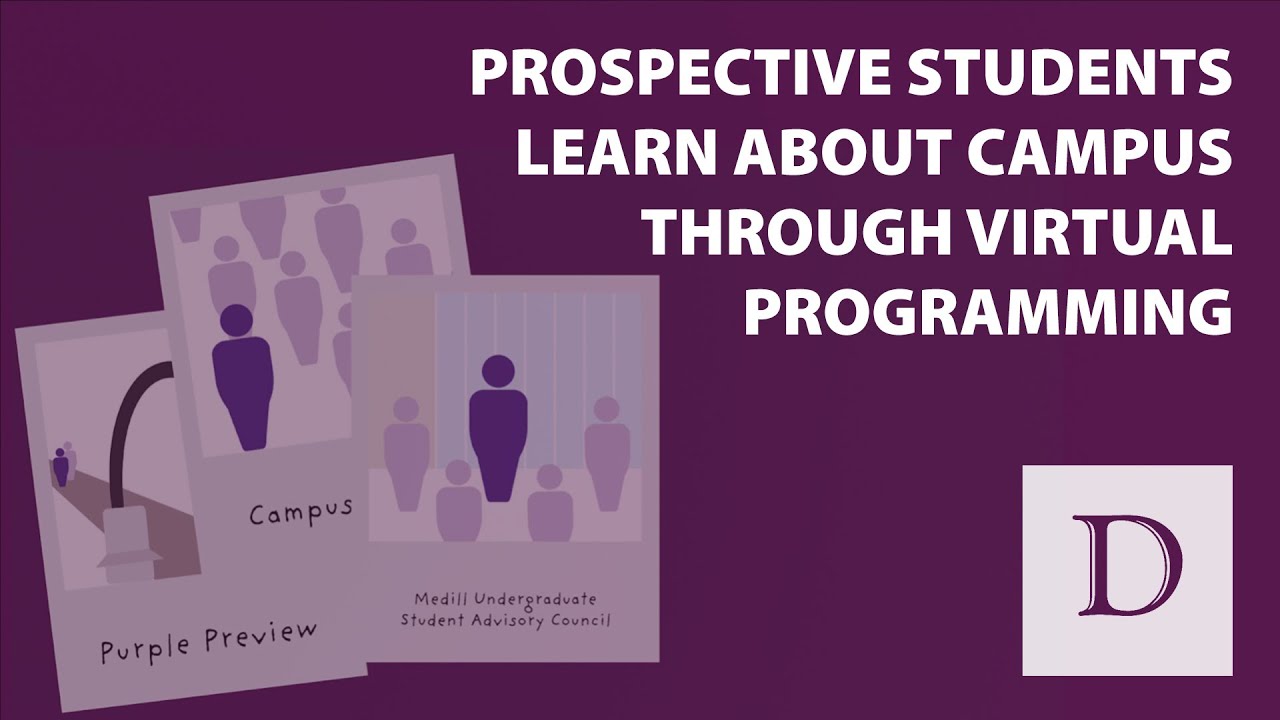 PROSPECTIVE STUDENTS
LEARN ABOUT CAMPUS
THROUGH VIRTUAL
PROGRAMMING
Campus
Medill Undergraduate
Student Advisory Council
Purple Preview
D